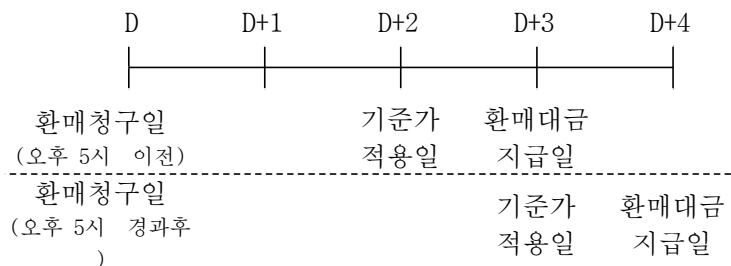 D D+1 D+2 D+3 D+4
환매청구일 기준가 환매대금
(오후 5시 이전) 적용일 지급일
환매청구일 기준가 환매대금
(오후 5시 경과후 적용일 지급일
)